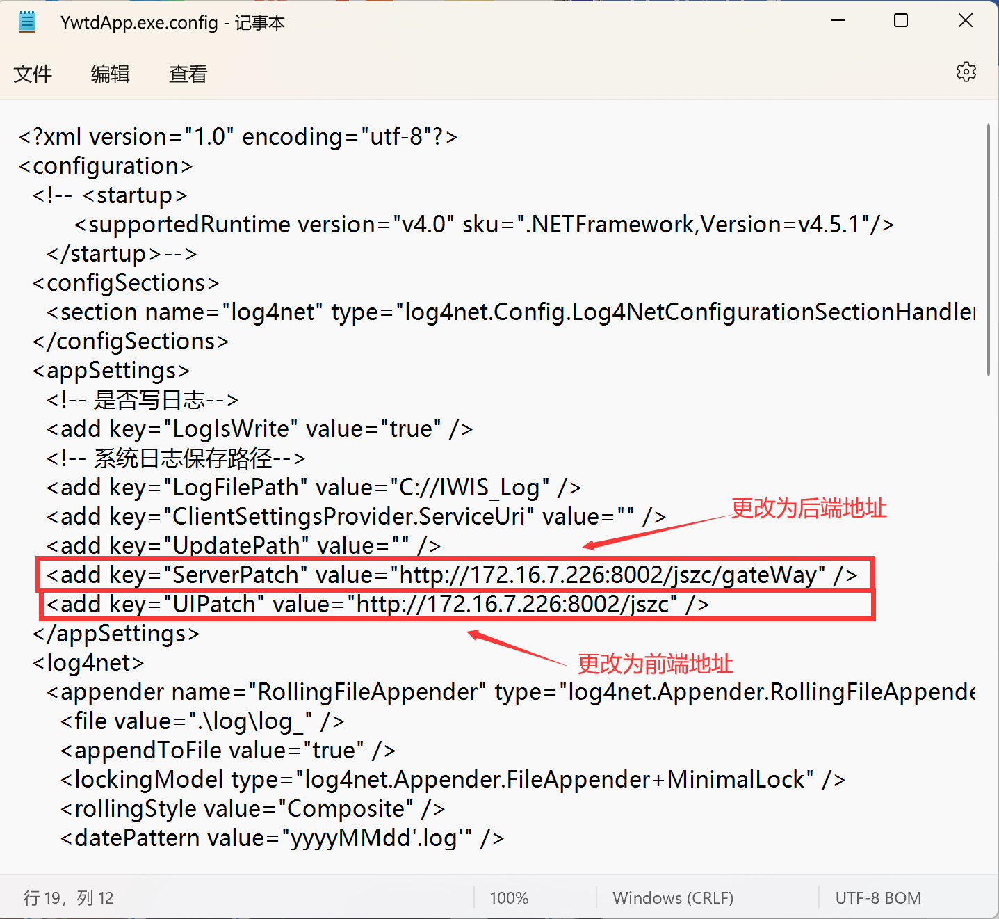 YwtdApp.exe.config - 记事本
文件 编辑 查看
<?xml version="1.0" encoding="utf-8"?>
<configuration>
<!-- <startup>
<supportedRuntime version="v4.0" sku=".NETFramework,Version=v4.5.1"/>
</startup>-->
<configSections>
<section name="log4net" type="log4net.Config.Log4NetConfigurationSectionHandler
</configSections>
<appSettings>
<!-- 是否写日志-->
<add key="LogIsWrite" value="true" />
<!-- 系统日志保存路径-->
<add key="LogFilePath" value="C://IWIS_Log" />
更改为后端地址
<add key="ClientSettingsProvider.ServiceUri" value="" />
<add key="UpdatePath" value="" />
<add key="ServerPatch" value="http://172.16.7.226:8002/jszc/gateWay" />
<add key="UIPatch" value="http://172.16.7.226:8002/jszc" />
</appSettings>
<log4net>
更改为前端地址
<appender name="RollingFileAppender" type="log4net.Appender.RollingFileAppende
<file value=".\log\log_" />
<appendToFile value="true" />
<lockingModel type="log4net.Appender.FileAppender+MinimalLock" />
<rollingStyle value="Composite" />
<datePattern value="yyyyMMdd'.log'" />
行 19，列 12 100% Windows (CRLF) UTF-8 BOM